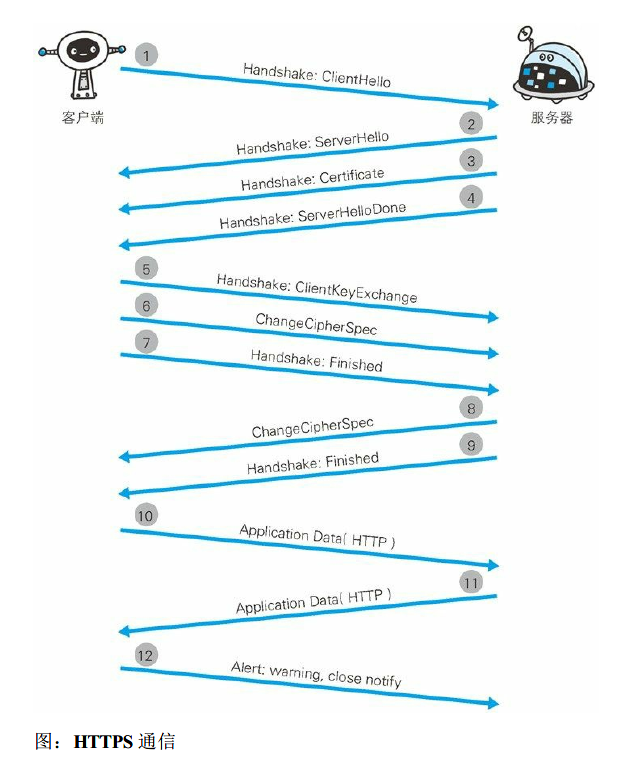 1
Handshake: ClientHello
客户端
服务器
2
Handshake: ServerHello
3
Handshake: Certificate
4
Handshake: ServerHelloDone
5
Handshake: ClientKeyExchange
6
ChangeCipherSpec
7
Handshake: Finished
8
ChangeCipherSpec
9
Handshake: Finished
10
Application Data( HTTP )
11
Application Data( HTTP )
12
Alert: warning, close notify
图：HTTPS 通信